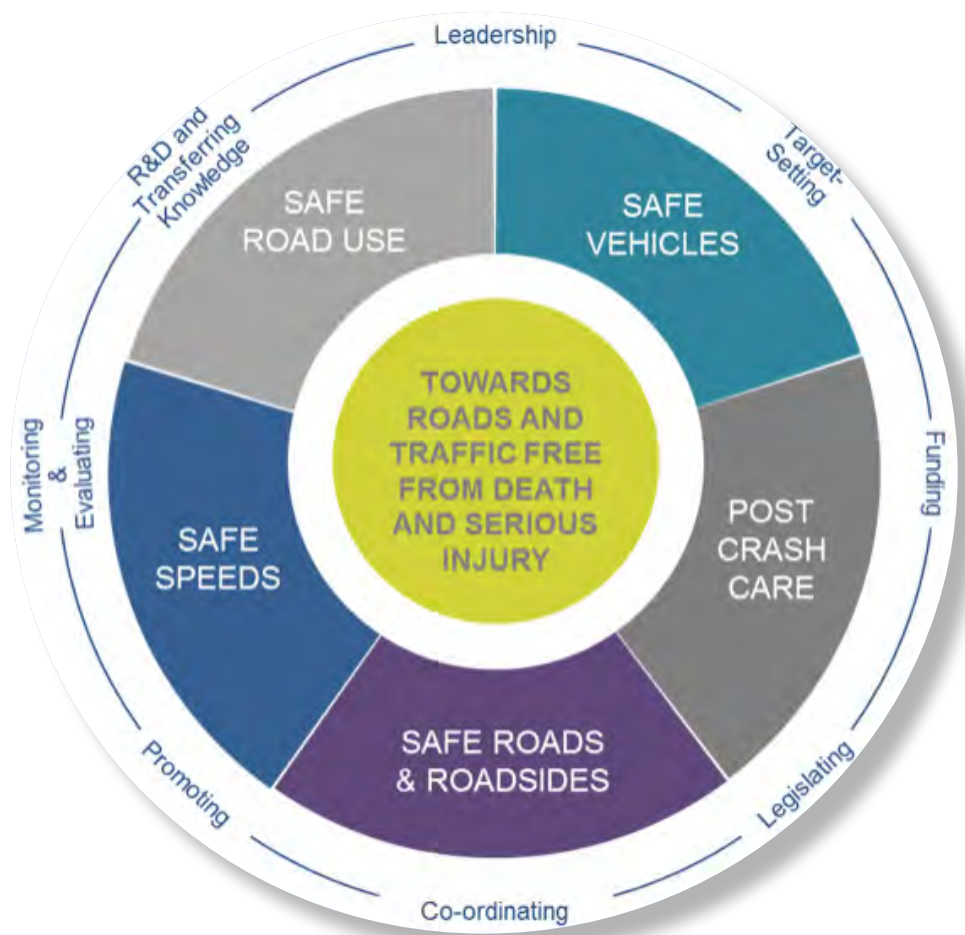 Leadership
Target-
Setting
Funding
Legislating
Co-ordinating
Promoting
Monitoring
&
Evaluating
R&D and
Transferring
Knowledge
SAFE
VEHICLES
POST
CRASH
CARE
SAFE ROADS
& ROADSIDES
SAFE
SPEEDS
SAFE
ROAD USE
TOWARDS
ROADS AND
TRAFFIC FREE
FROM DEATH
AND SERIOUS
INJURY